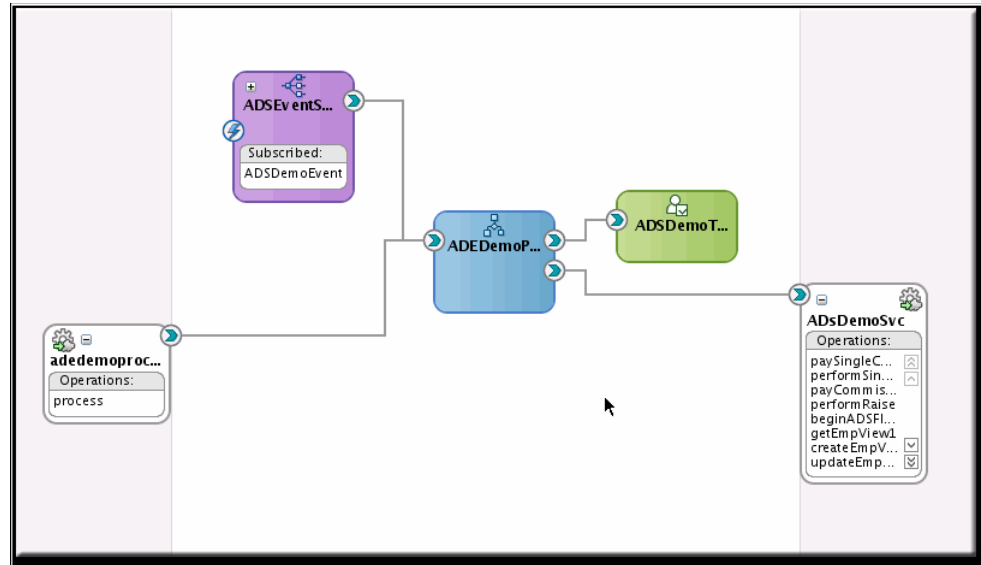 ADSEventS...
Subscribed:
ADSDemoEvent
ADEDemoP...
ADSDemoT...
adedemoproc...
Operations:
process
ADsDemoSvc
Operations:
paySingleC...
performSin...
payCommis...
performRaise
beginADSFl...
getEmpView1
createEmpV...
updateEmp...